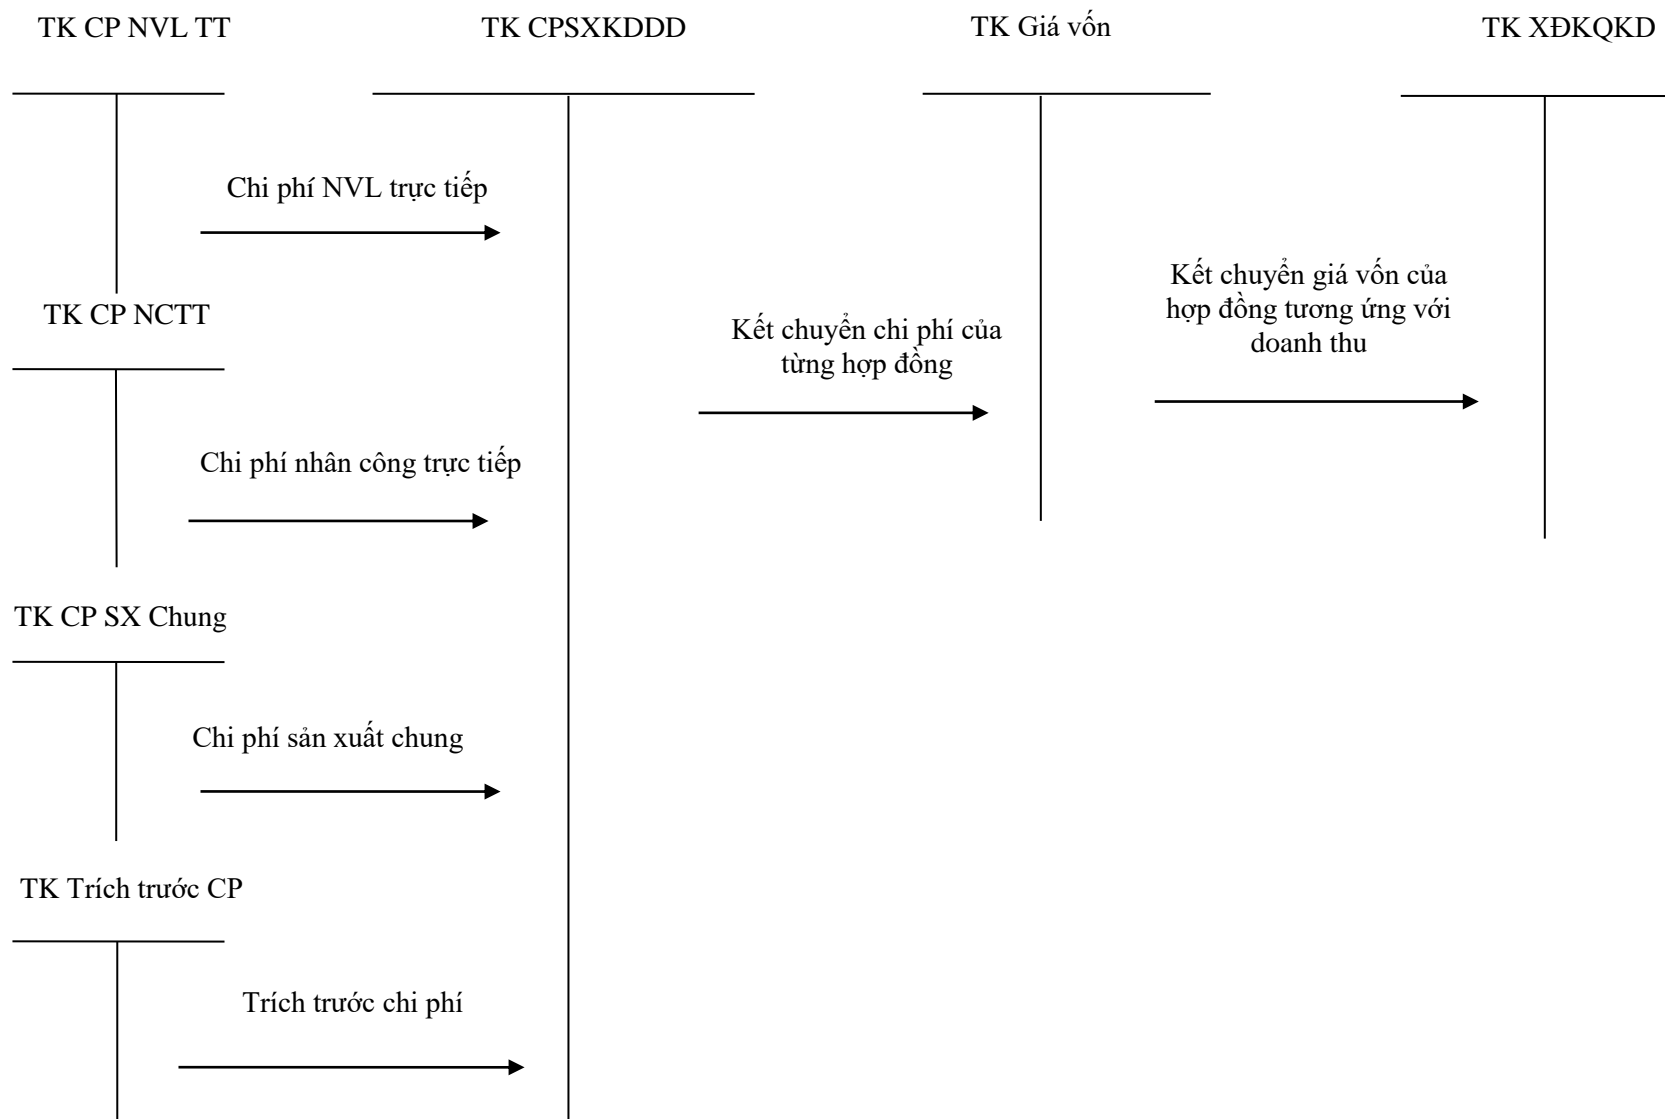 TK CP NVL TT
TK CPSXKDDD
TK Giá vốn
TK XĐKQKD
Chi phí NVL trực tiếp
TK CP NCTT
Kết chuyển chi phí của
từng hợp đồng
Kết chuyển giá vốn của
hợp đồng tương ứng với
doanh thu
Chi phí nhân công trực tiếp
TK CP SX Chung
Chi phí sản xuất chung
TK Trích trước CP
Trích trước chi phí